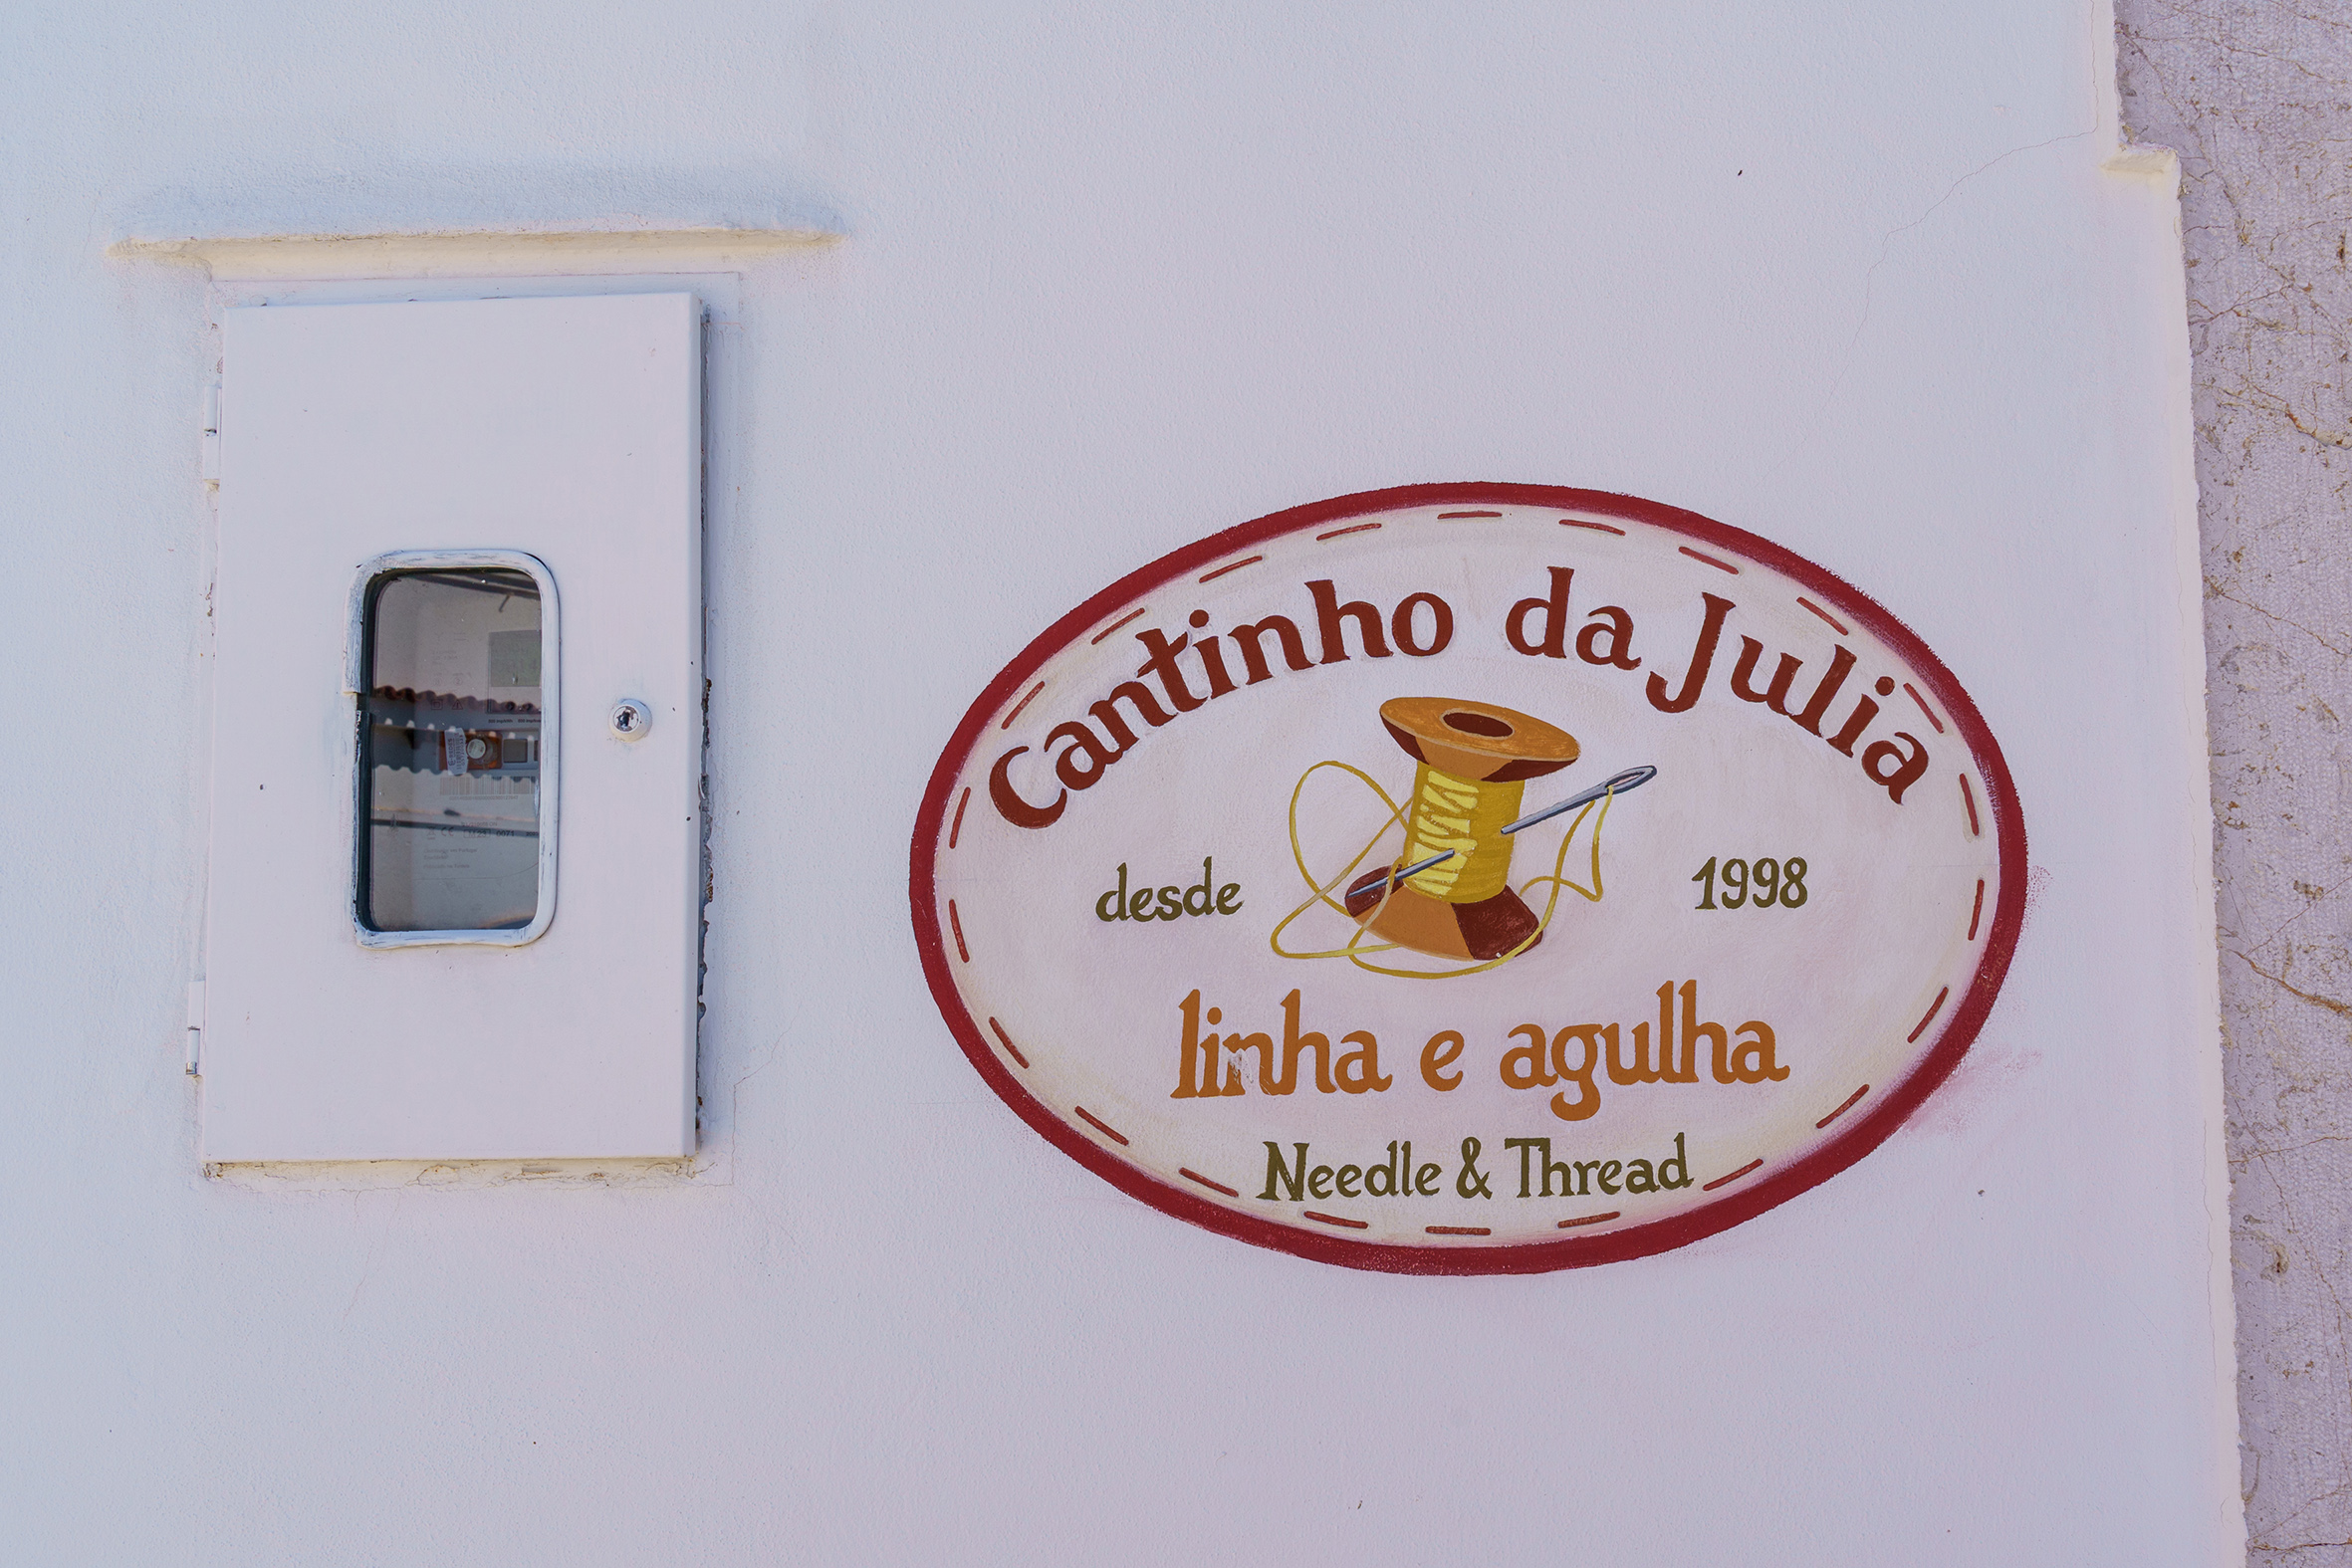 Cantinho da Julia
desde 1998
linha e agulha
Needle & Thread